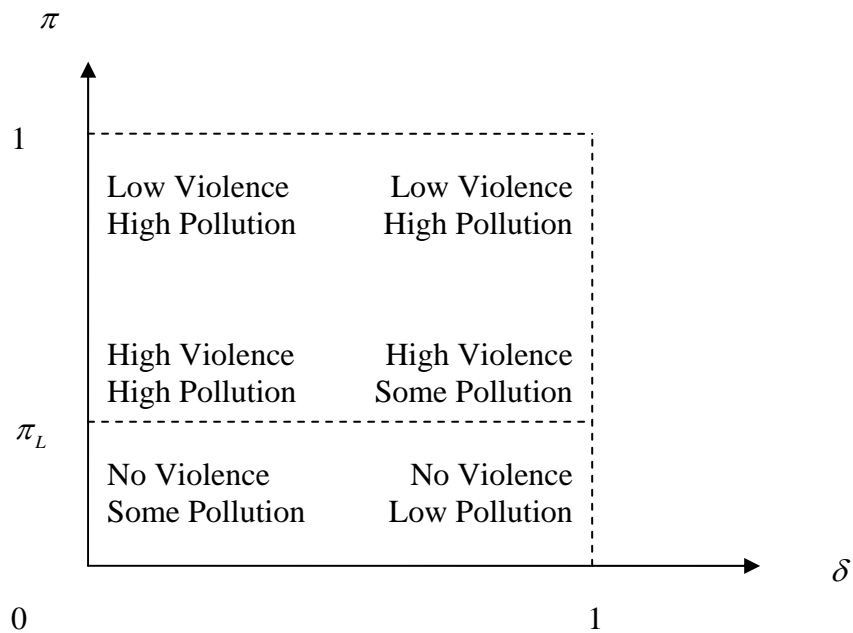 π
1
Low Violence Low Violence
High Pollution High Pollution
High Violence High Violence
High Pollution Some Pollution
π_L
No Violence No Violence
Some Pollution Low Pollution
δ
0 1